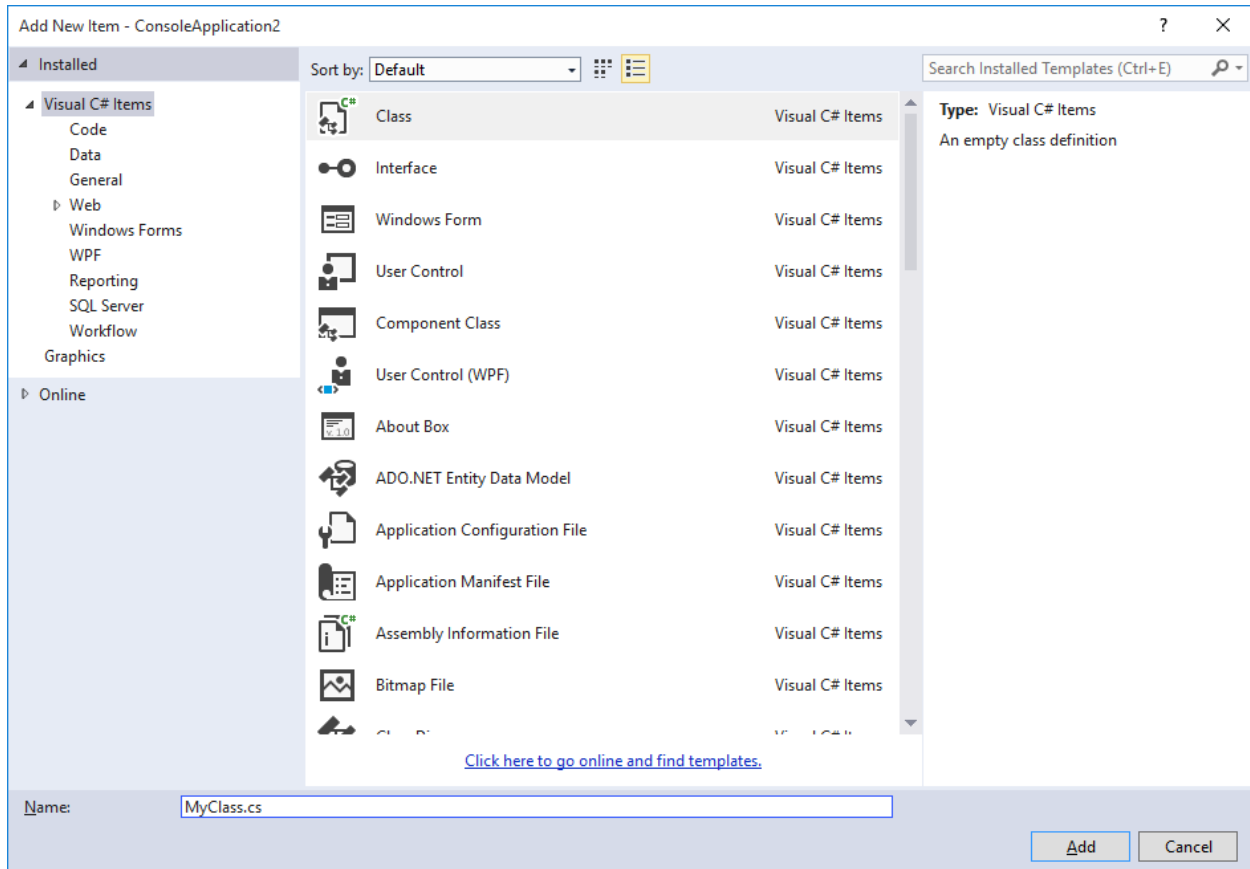 Add New Item - ConsoleApplication2
?
Installed
Visual C# Items
Code
Data
General
Web
Windows Forms
WPF
Reporting
SQL Server
Workflow
Graphics
Online
Sort by: Default
C#
Class Visual C# Items
Interface Visual C# Items
Windows Form Visual C# Items
User Control Visual C# Items
Component Class Visual C# Items
User Control (WPF) Visual C# Items
v. 1.0
About Box Visual C# Items
ADO.NET Entity Data Model Visual C# Items
Application Configuration File Visual C# Items
Application Manifest File Visual C# Items
C#
Assembly Information File Visual C# Items
Bitmap File Visual C# Items
Click here to go online and find templates.
Search Installed Templates (Ctrl+E)
Type: Visual C# Items
An empty class definition
Name: MyClass.cs
Add Cancel